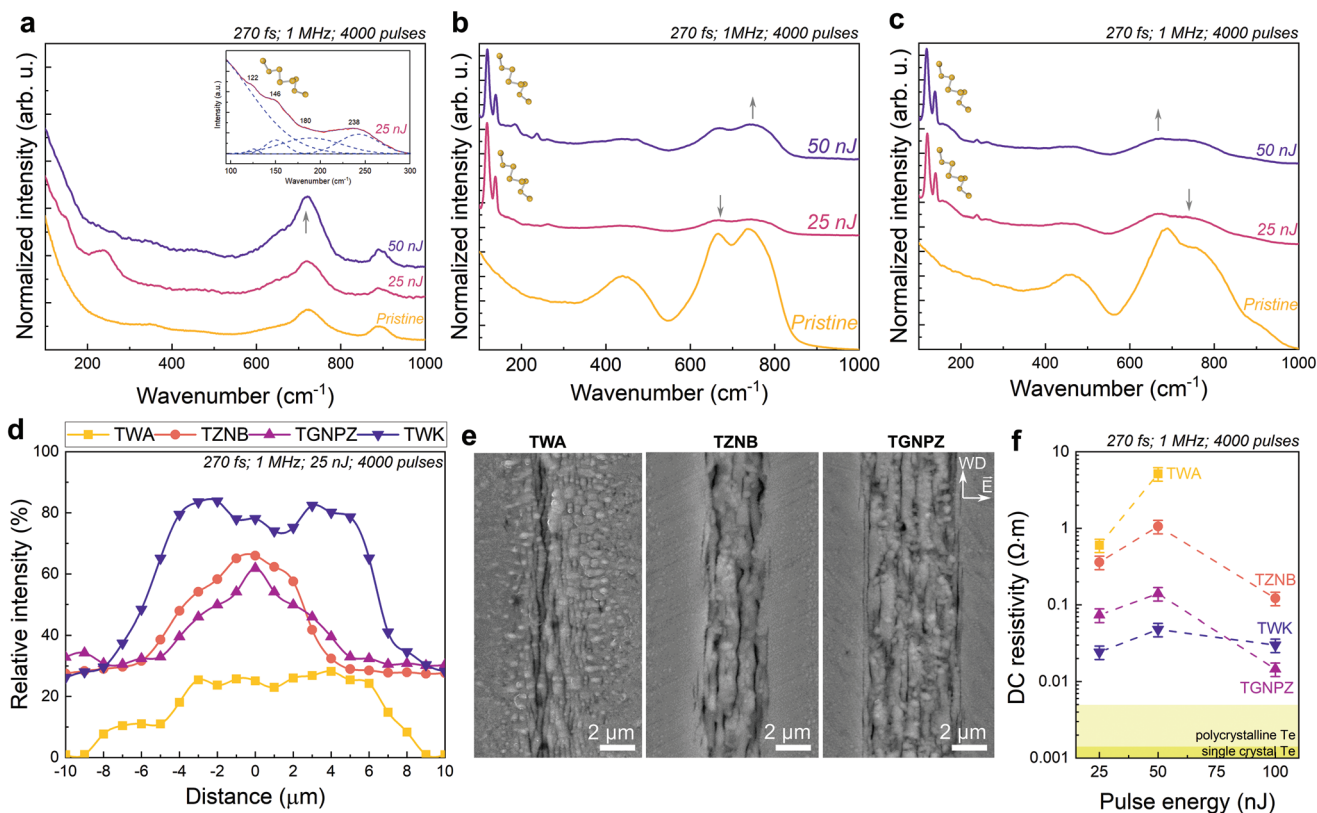 a
270 fs; 1 MHz; 4000 pulses
Normalized intensity (arb. u.)
Intensity (a.u.)
122
146
180
238
25 nJ
100 150 200 250 300
Wavenumber (cm-1)
50 nJ
25 nJ
Pristine
200 400 600 800 1000
Wavenumber (cm-1)
b
270 fs; 1MHz; 4000 pulses
Normalized intensity (arb. u.)
50 nJ
25 nJ
Pristine
200 400 600 800 1000
Wavenumber (cm-1)
c
270 fs; 1 MHz; 4000 pulses
Normalized intensity (arb. u.)
50 nJ
25 nJ
Pristine
200 400 600 800 1000
Wavenumber (cm-1)
d
TWA TZNB TGNPZ TWK
270 fs; 1 MHz; 25 nJ; 4000 pulses
Relative intensity (%)
100
80
60
40
20
0
-10 -8 -6 -4 -2 0 2 4 6 8 10
Distance (μm)
e
TWA
TZNB
TGNPZ
WD
E
2 μm
2 μm
2 μm
f
270 fs; 1 MHz; 4000 pulses
DC resistivity (Ω·m)
10
1
0.1
0.01
0.001
TWA
TZNB
TWK
TGNPZ
polycrystalline Te
single crystal Te
25 50 75 100
Pulse energy (nJ)